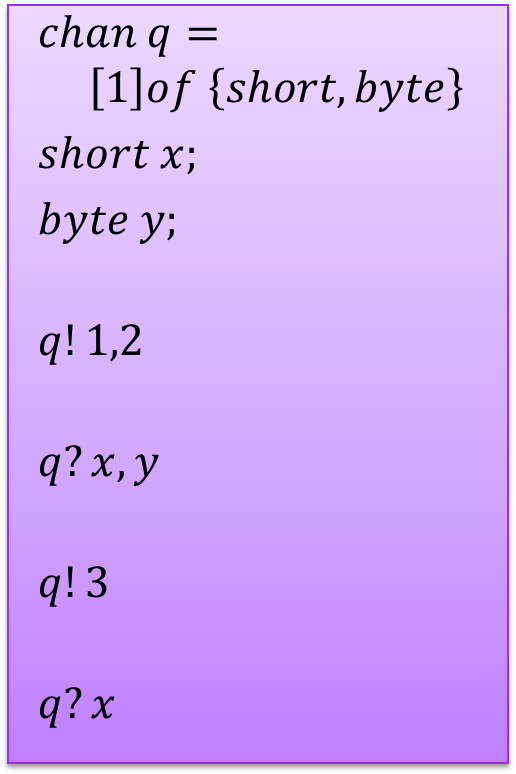 chan q =
[1]of {short, byte}
short x;
byte y;
q! 1,2
q? x, y
q! 3
q? x